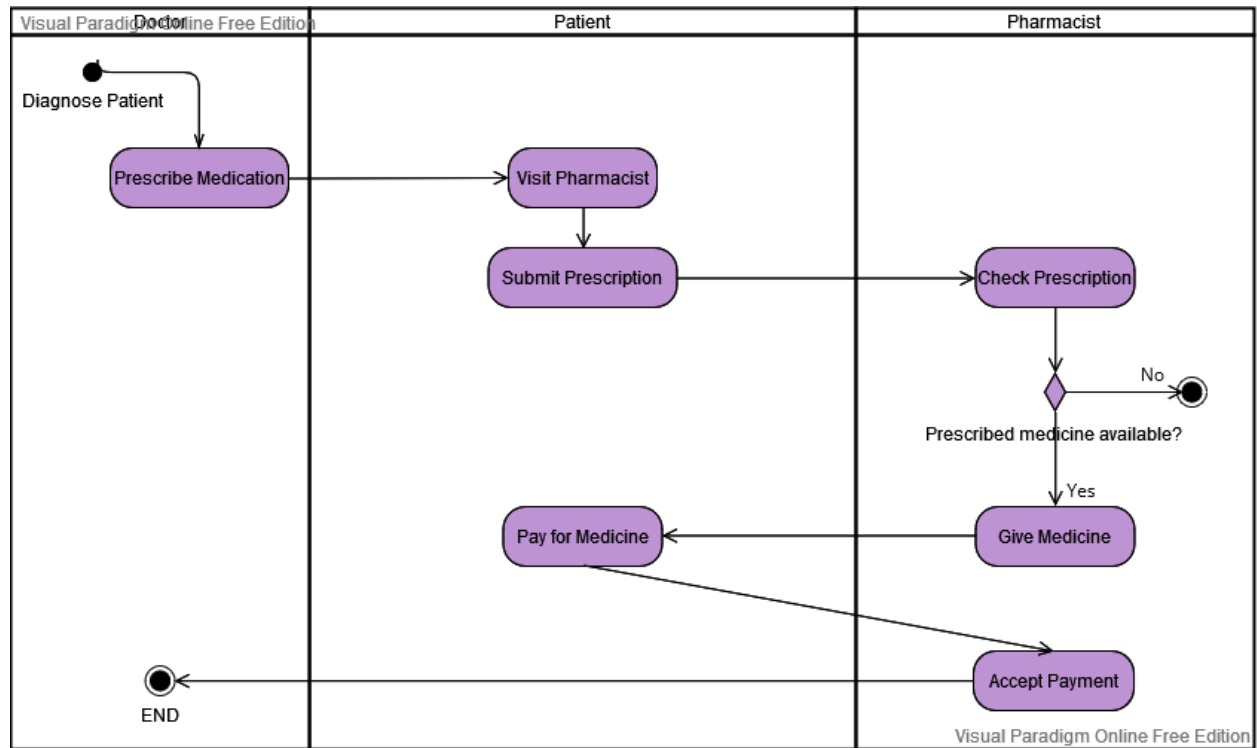 Visual Paradigm Online Free Edition
Doctor
Patient
Pharmacist
Diagnose Patient
Prescribe Medication
Visit Pharmacist
Submit Prescription
Check Prescription
No
Prescribed medicine available?
Yes
Pay for Medicine
Give Medicine
Accept Payment
END
Visual Paradigm Online Free Edition